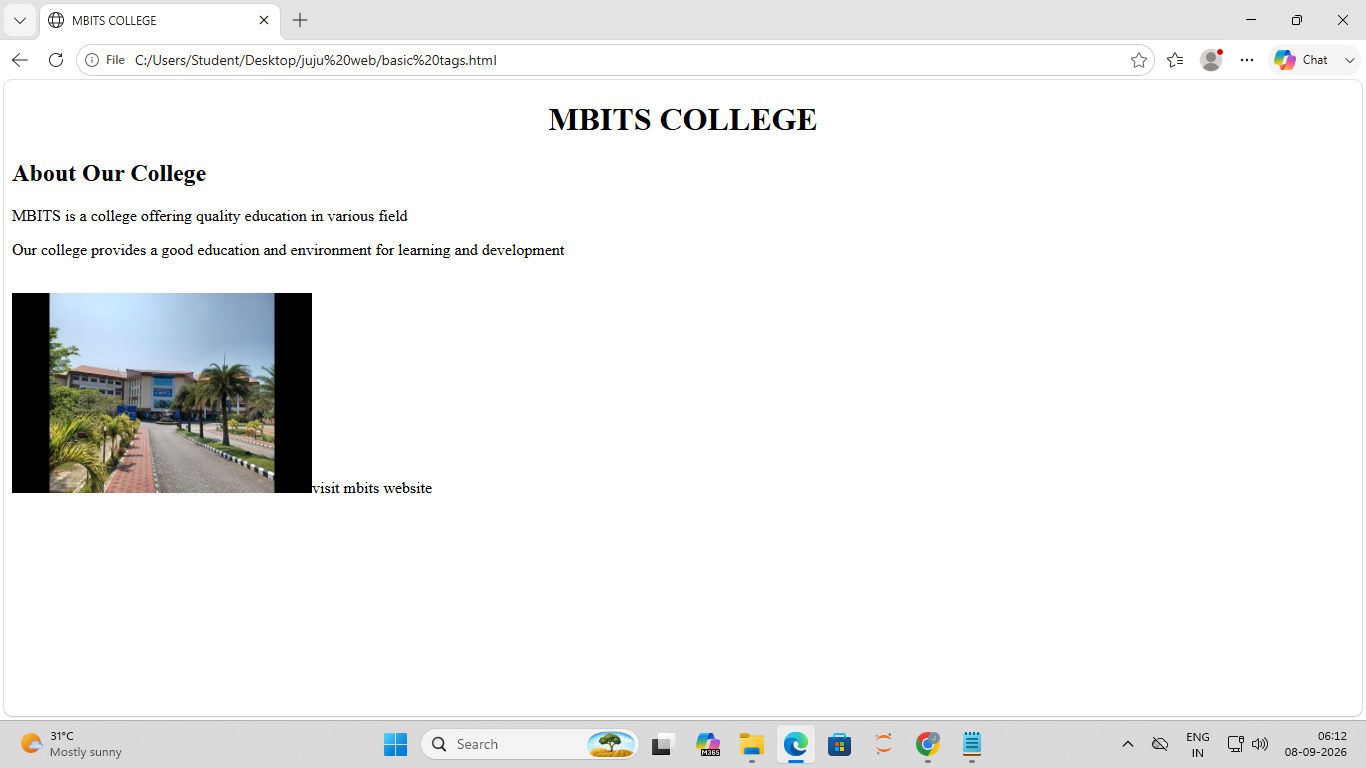 MBITS COLLEGE
File C:/Users/Student/Desktop/juju%20web/basic%20tags.html
Chat
MBITS COLLEGE
About Our College
MBITS is a college offering quality education in various field
Our college provides a good education and environment for learning and development
visit mbits website
31°C
Mostly sunny
Search
M365
ENG
IN
06:12
08-09-2026